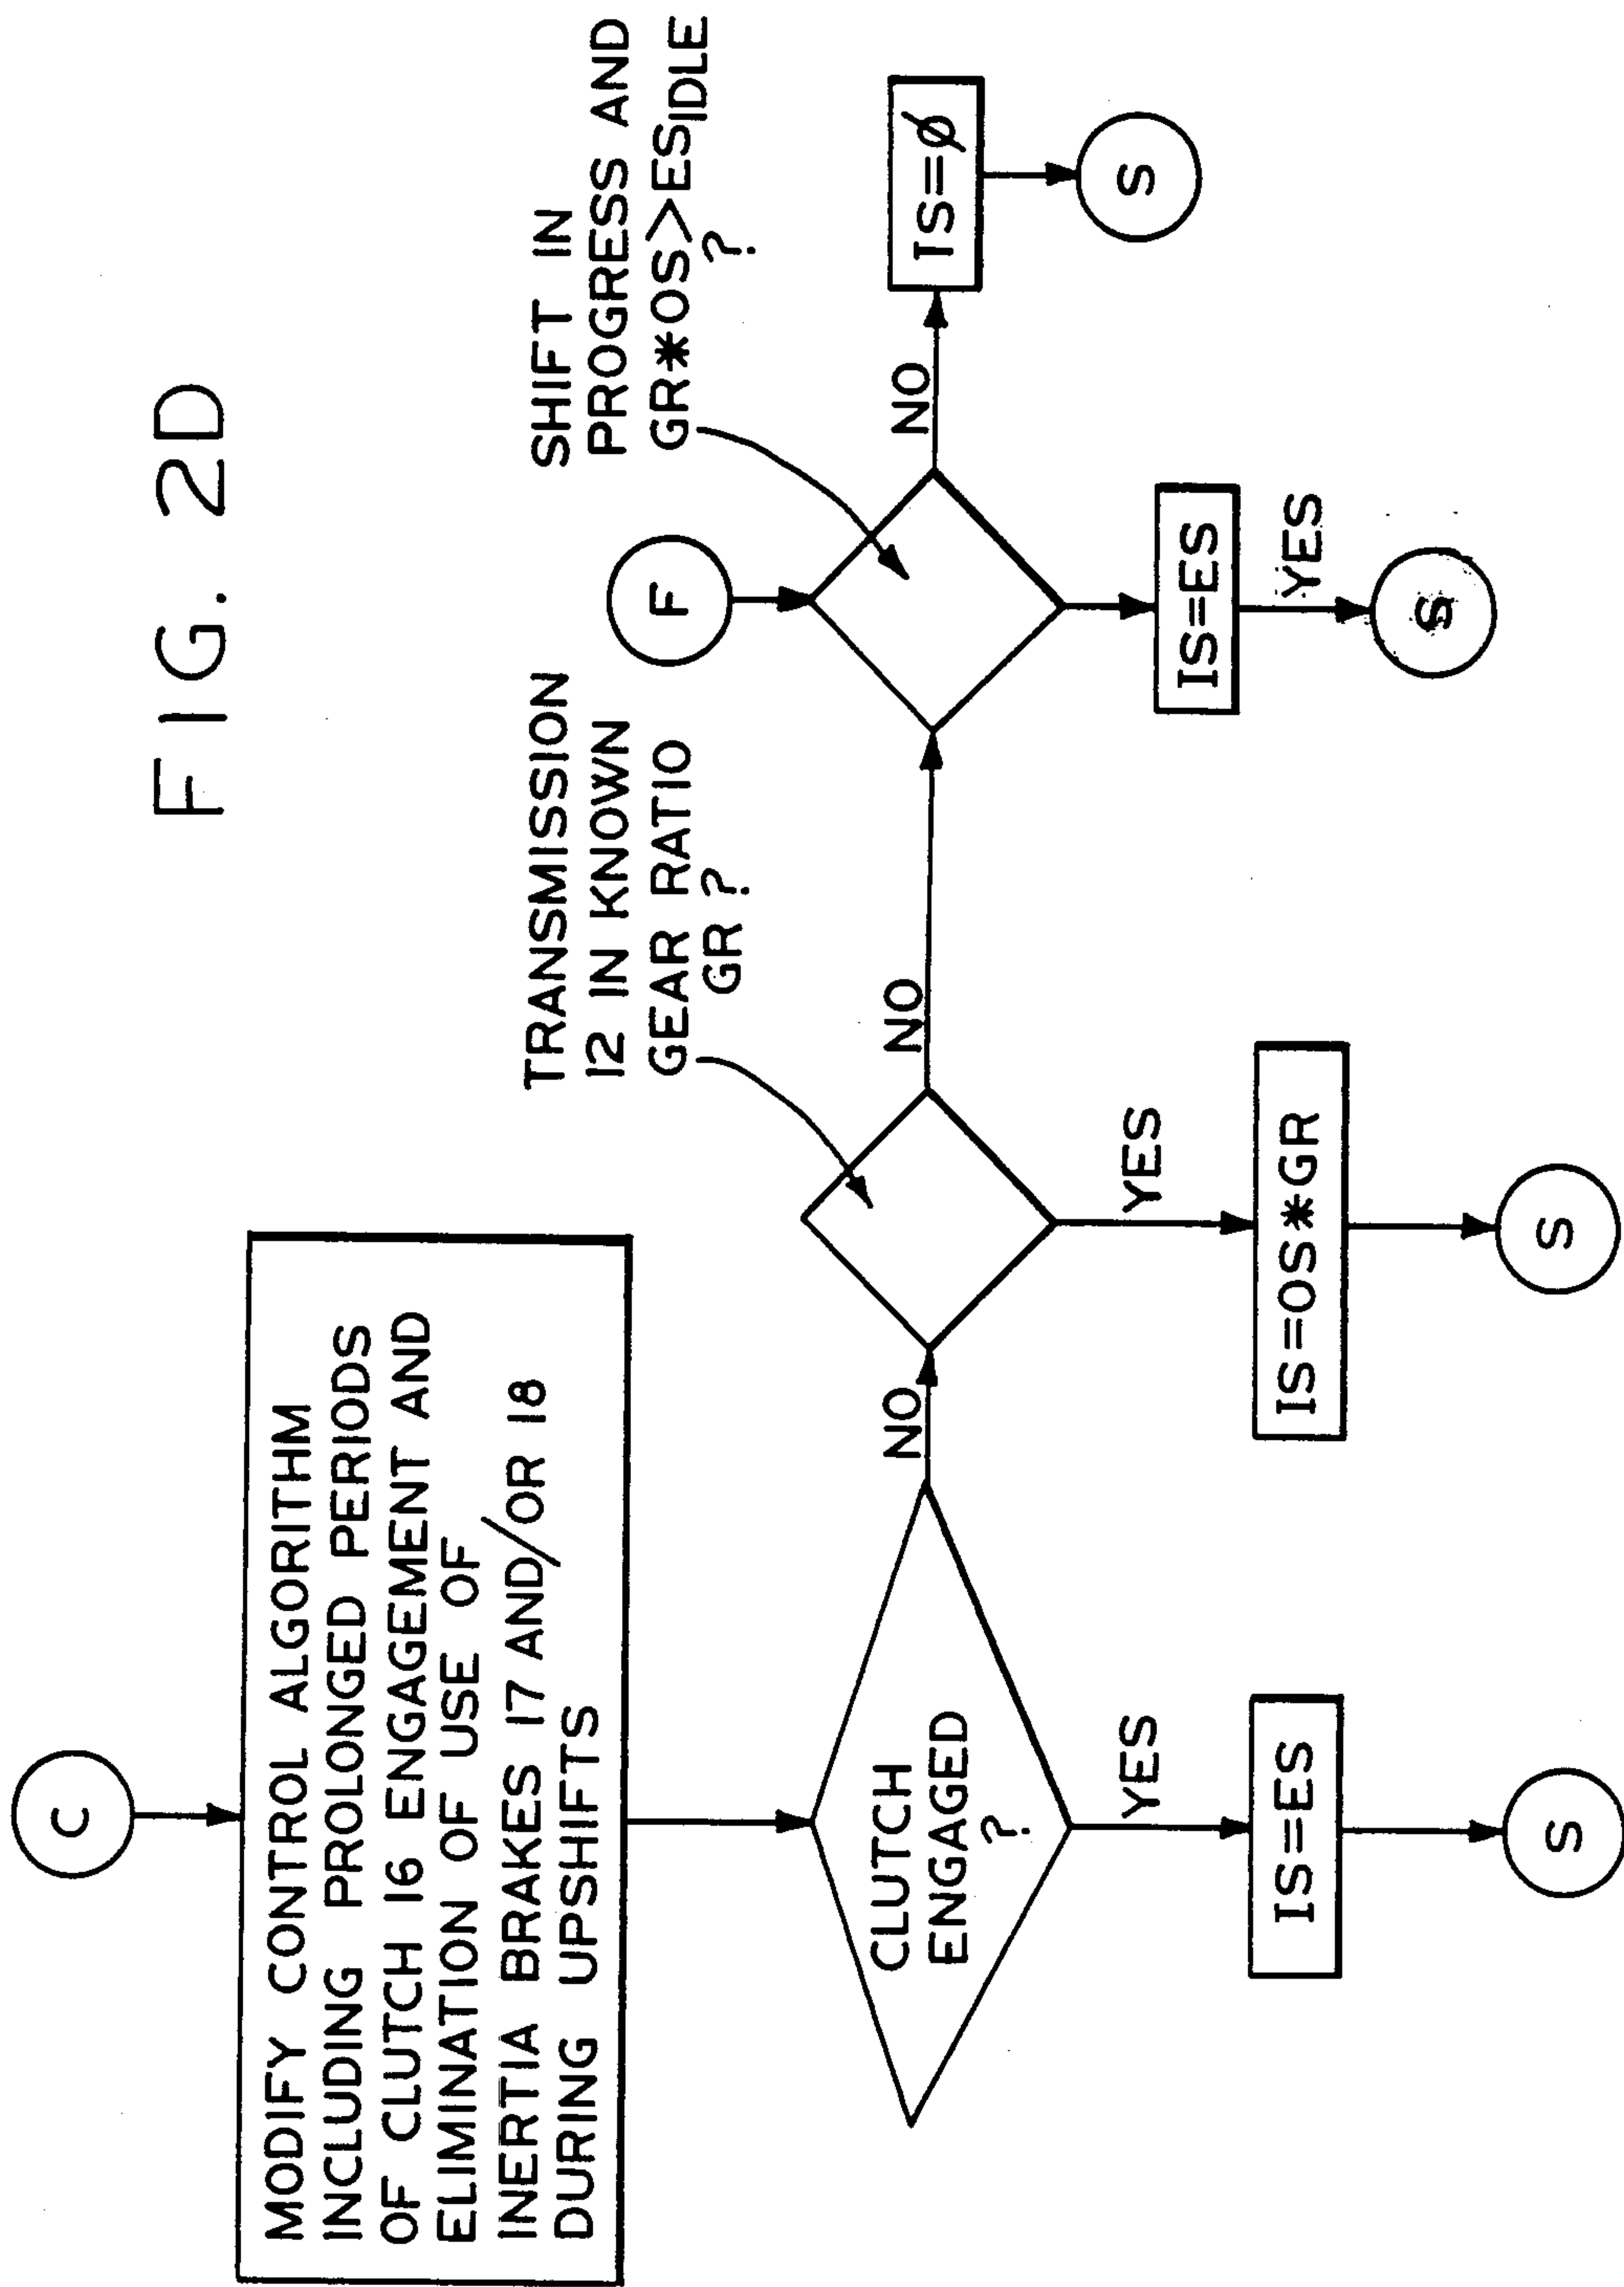 FIG. 2D
C
MODIFY CONTROL ALGORITHM
INCLUDING PROLONGED PERIODS
OF CLUTCH 16 ENGAGEMENT AND
ELIMINATION OF USE OF
INERTIA BRAKES 17 AND/OR 18
DURING UPSHIFTS
CLUTCH
ENGAGED
?
YES
IS=ES
S
NO
TRANSMISSION
12 IN KNOWN
GEAR RATIO
GR ?
YES
IS=OS*GR
S
NO
F
SHIFT IN
PROGRESS AND
GR*OS>ESIDLE
?
IS=ES
YES
S
NO
IS=Ø
S